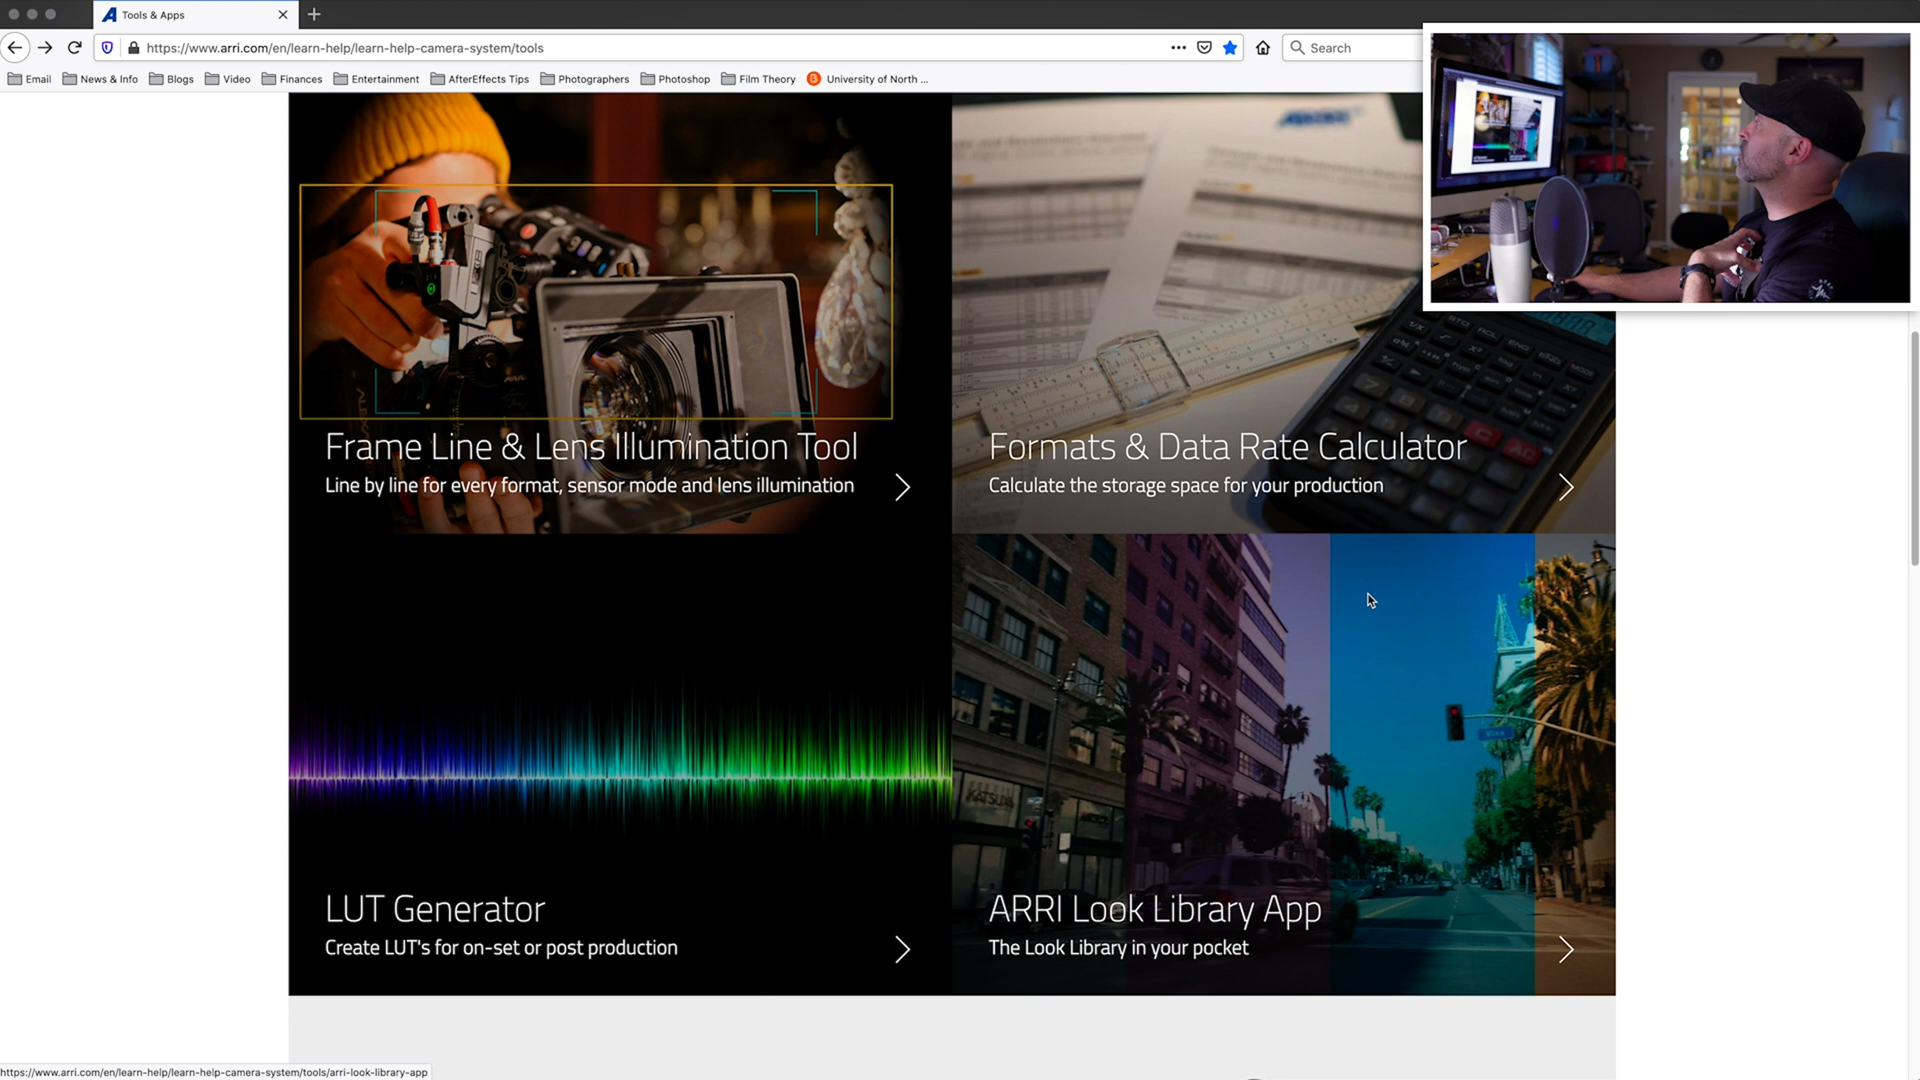 Tools & Apps
https://www.arri.com/en/learn-help/learn-help-camera-system/tools
Search
Email
News & Info
Blogs
Video
Finances
Entertainment
AfterEffects Tips
Photographers
Photoshop
Film Theory
University of North ...
Frame Line & Lens Illumination Tool
Line by line for every format, sensor mode and lens illumination
Formats & Data Rate Calculator
Calculate the storage space for your production
LUT Generator
Create LUT's for on-set or post production
ARRI Look Library App
The Look Library in your pocket
https://www.arri.com/en/learn-help/learn-help-camera-system/tools/arri-look-library-app